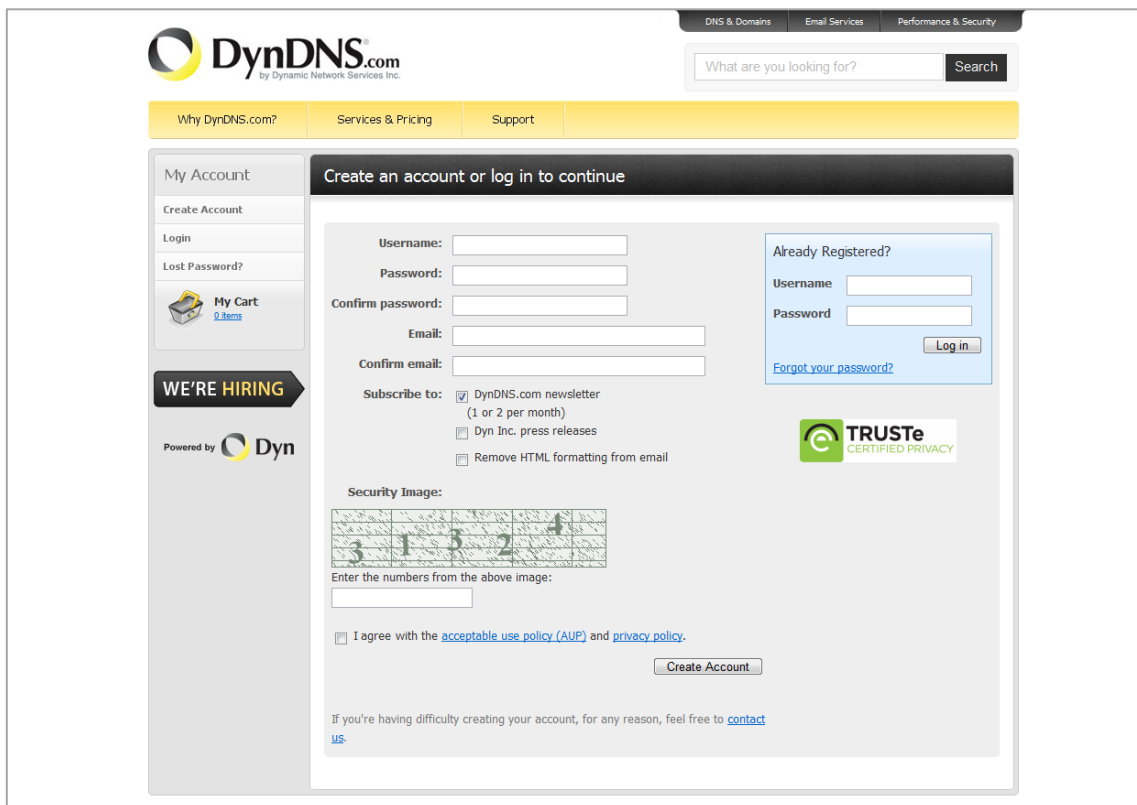 DNS & Domains Email Services Performance & Security
DynDNS.com
by Dynamic Network Services Inc.
What are you looking for? Search
Why DynDNS.com? Services & Pricing Support
My Account
Create Account
Login
Lost Password?
My Cart
0 items
WE'RE HIRING
Powered by Dyn
Create an account or log in to continue
Username:
Password:
Confirm password:
Email:
Confirm email:
Subscribe to: DynDNS.com newsletter
(1 or 2 per month)
Dyn Inc. press releases
Remove HTML formatting from email
Security Image:
3 1 3 2 4
Enter the numbers from the above image:
I agree with the acceptable use policy (AUP) and privacy policy.
Create Account
If you're having difficulty creating your account, for any reason, feel free to contact
us.
Already Registered?
Username
Password
Log in
Forgot your password?
TRUSTe
CERTIFIED PRIVACY